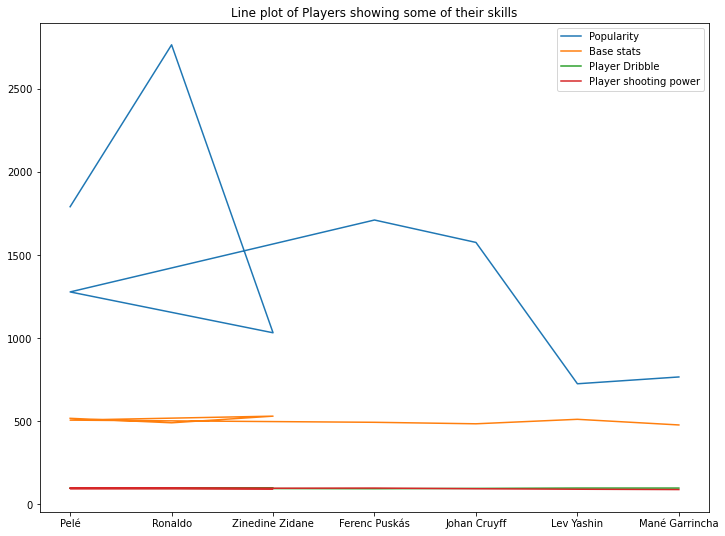 Line plot of Players showing some of their skills
Popularity
Base stats
Player Dribble
Player shooting power
2500
2000
1500
1000
500
0
Pelé Ronaldo Zinedine Zidane Ferenc Puskás Johan Cruyff Lev Yashin Mané Garrincha